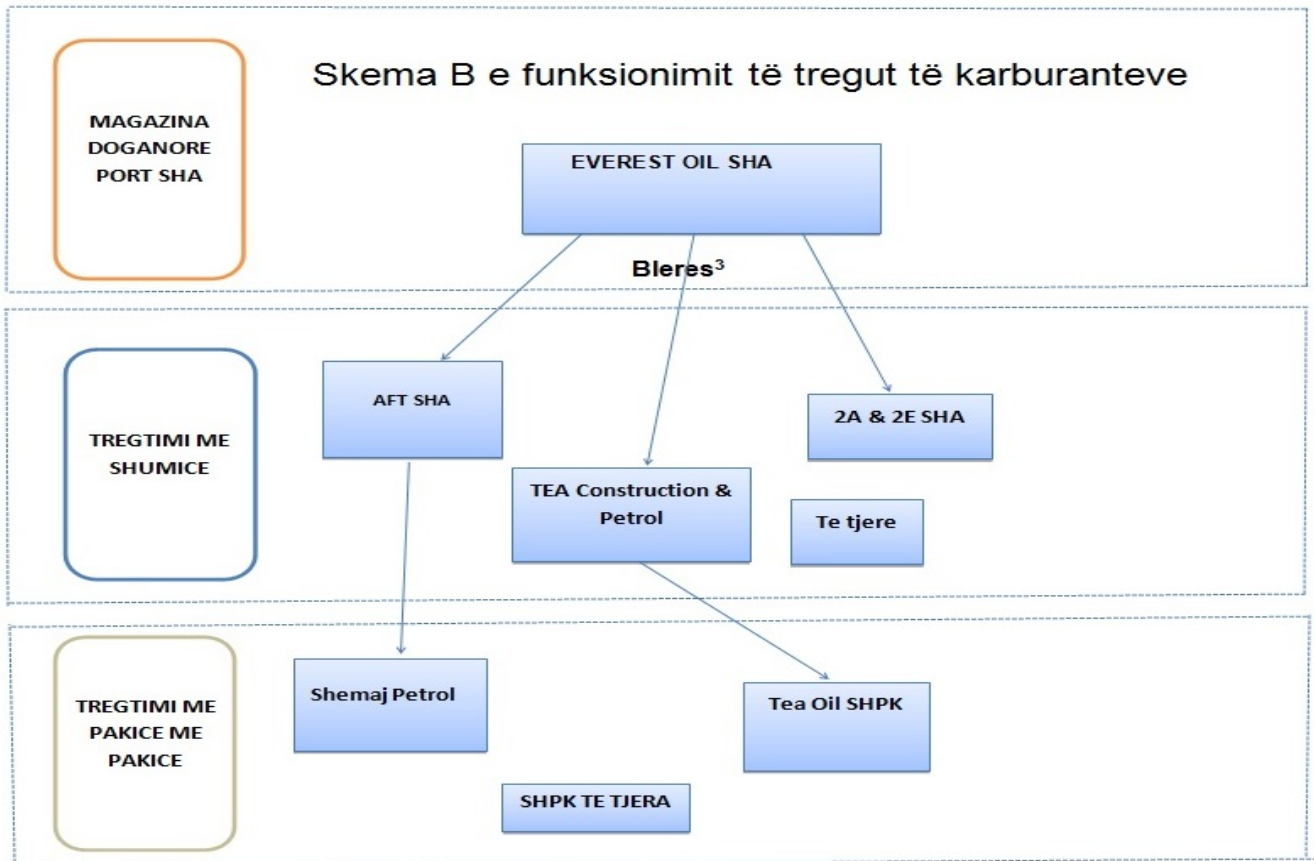 Skema B e funksionimit të tregut të karburanteve
MAGAZINA
DOGANORE
PORT SHA
EVEREST OIL SHA
Bleres³
TREGTIMI ME
SHUMICE
AFT SHA
2A & 2E SHA
TEA Construction &
Petrol
Te tjere
TREGTIMI ME
PAKICE ME
PAKICE
Shemaj Petrol
Tea Oil SHPK
SHPK TE TJERA